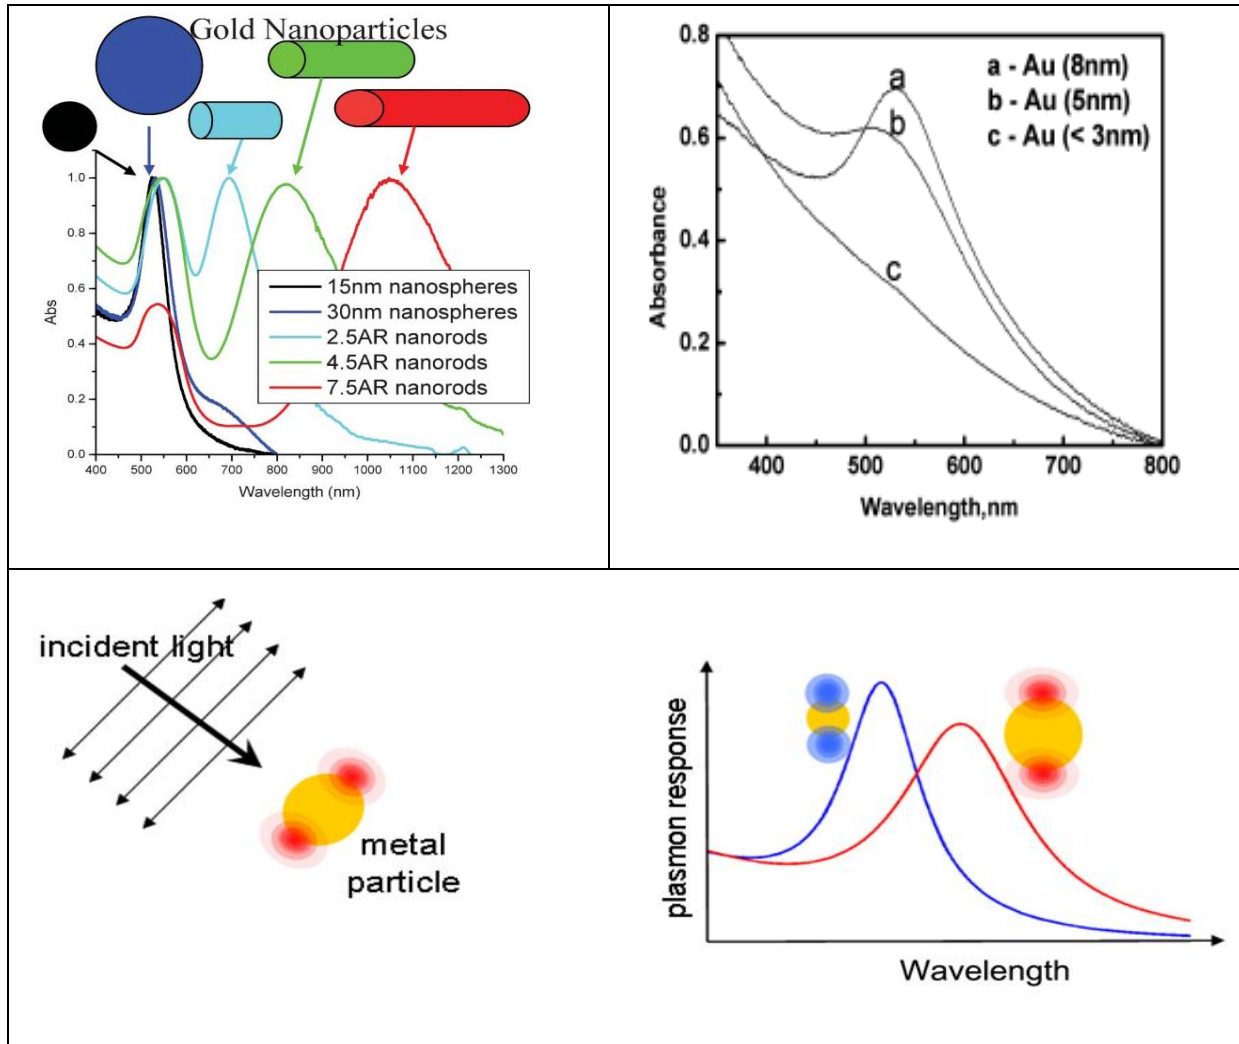 Gold Nanoparticles
Abs
1.0
0.8
0.6
0.4
0.2
0.0
15nm nanospheres
30nm nanospheres
2.5AR nanorods
4.5AR nanorods
7.5AR nanorods
400 500 600 700 800 900 1000 1100 1200 1300
Wavelength (nm)
Absorbance
0.8
0.6
0.4
0.2
0.0
a - Au (8nm)
b - Au (5nm)
c - Au (< 3nm)
a
b
c
400 500 600 700 800
Wavelength,nm
incident light
metal
particle
plasmon response
Wavelength